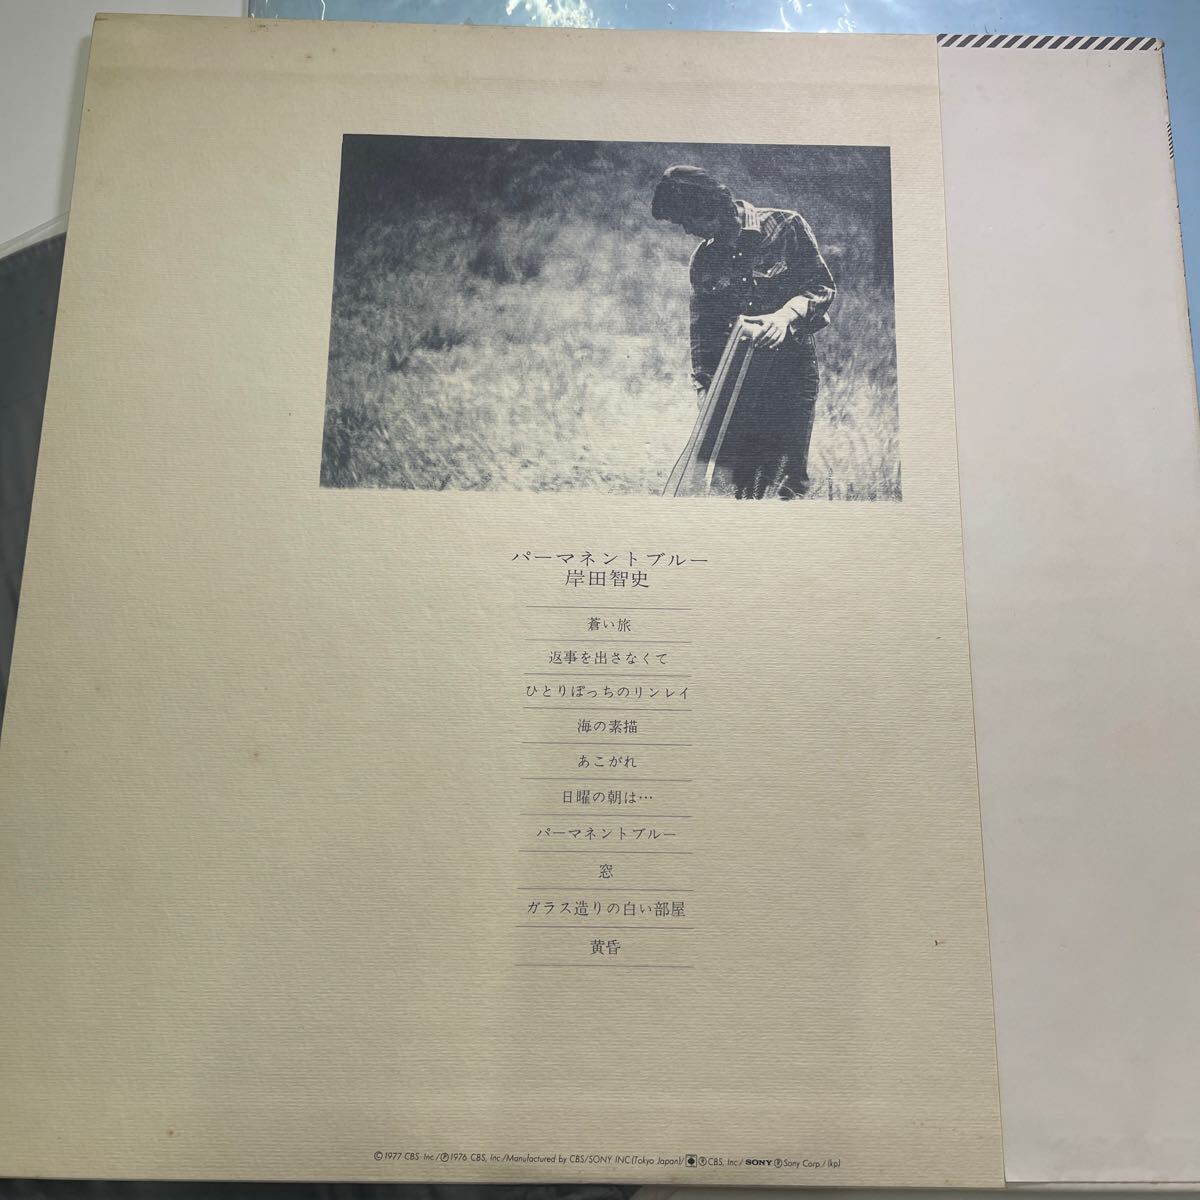 パーマネントブルー
岸田智史
蒼い旅
返事を出さなくて
ひとりぼっちのリンレイ
海の素描
あこがれ
日曜の朝は…
パーマネントブルー
窓
ガラス造りの白い部屋
黄昏
©1977 CBS Inc./℗1976 CBS, Inc./Manufactured by CBS/SONY INC.(Tokyo Japan)/ ® CBS, Inc./ SONY ® Sony Corp./(kp)